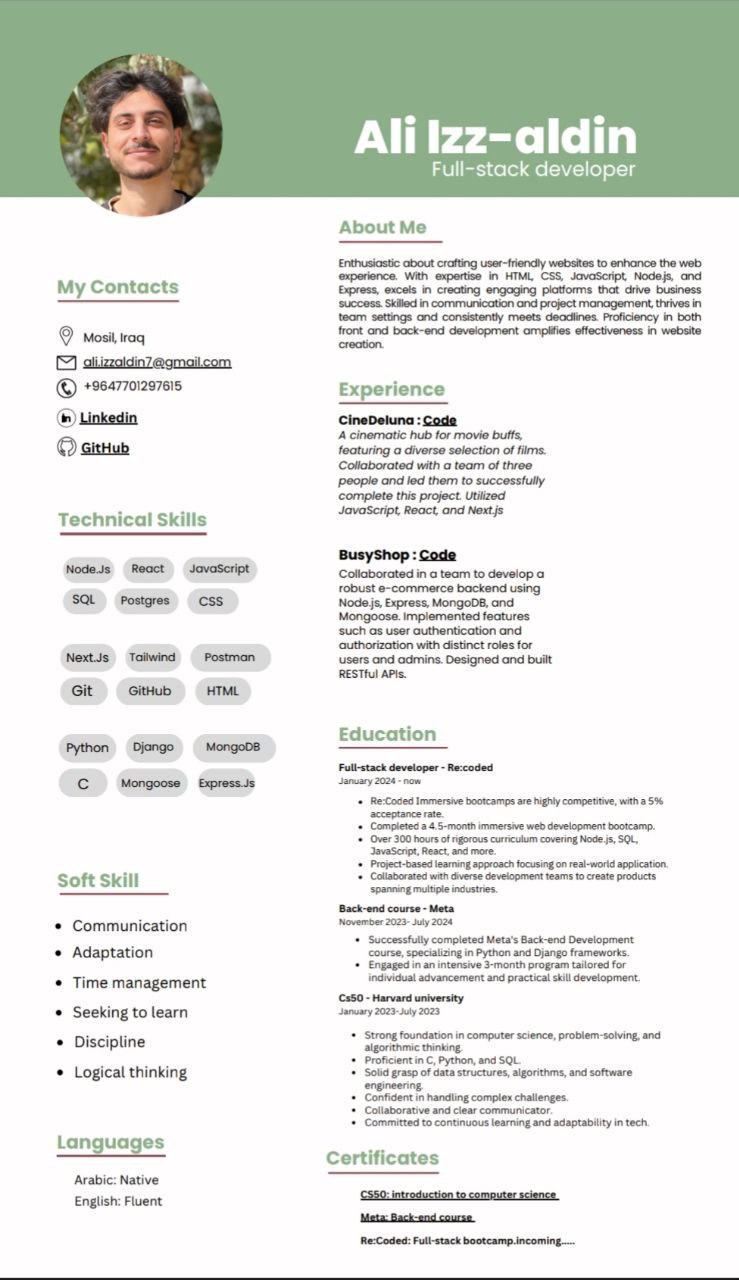 Ali Izz-aldin
Full-stack developer
My Contacts
Mosil, Iraq
ali.izzaldin7@gmail.com
+9647701297615
in
Linkedin
GitHub
Technical Skills
Node.Js React JavaScript
SQL Postgres CSS
Next.Js Tailwind Postman
Git GitHub HTML
Python Django MongoDB
C Mongoose Express.Js
Soft Skill
• Communication
• Adaptation
• Time management
• Seeking to learn
• Discipline
• Logical thinking
Languages
Arabic: Native
English: Fluent
About Me
Enthusiastic about crafting user-friendly websites to enhance the web
experience. With expertise in HTML, CSS, JavaScript, Node.js, and
Express, excels in creating engaging platforms that drive business
success. Skilled in communication and project management, thrives in
team settings and consistently meets deadlines. Proficiency in both
front and back-end development amplifies effectiveness in website
creation.
Experience
CineDeluna : Code
A cinematic hub for movie buffs,
featuring a diverse selection of films.
Collaborated with a team of three
people and led them to successfully
complete this project. Utilized
JavaScript, React, and Next.js
BusyShop : Code
Collaborated in a team to develop a
robust e-commerce backend using
Node.js, Express, MongoDB, and
Mongoose. Implemented features
such as user authentication and
authorization with distinct roles for
users and admins. Designed and built
RESTful APIs.
Education
Full-stack developer - Re:coded
January 2024 - now
• Re:Coded Immersive bootcamps are highly competitive, with a 5%
acceptance rate.
• Completed a 4.5-month immersive web development bootcamp.
• Over 300 hours of rigorous curriculum covering Node.js, SQL,
JavaScript, React, and more.
• Project-based learning approach focusing on real-world application.
• Collaborated with diverse development teams to create products
spanning multiple industries.
Back-end course - Meta
November 2023- July 2024
• Successfully completed Meta's Back-end Development
course, specializing in Python and Django frameworks.
• Engaged in an intensive 3-month program tailored for
individual advancement and practical skill development.
Cs50 - Harvard university
January 2023-July 2023
• Strong foundation in computer science, problem-solving, and
algorithmic thinking.
• Proficient in C, Python, and SQL.
• Solid grasp of data structures, algorithms, and software
engineering.
• Confident in handling complex challenges.
• Collaborative and clear communicator.
• Committed to continuous learning and adaptability in tech.
Certificates
CS50: introduction to computer science
Meta: Back-end course
Re:Coded: Full-stack bootcamp.incoming.....